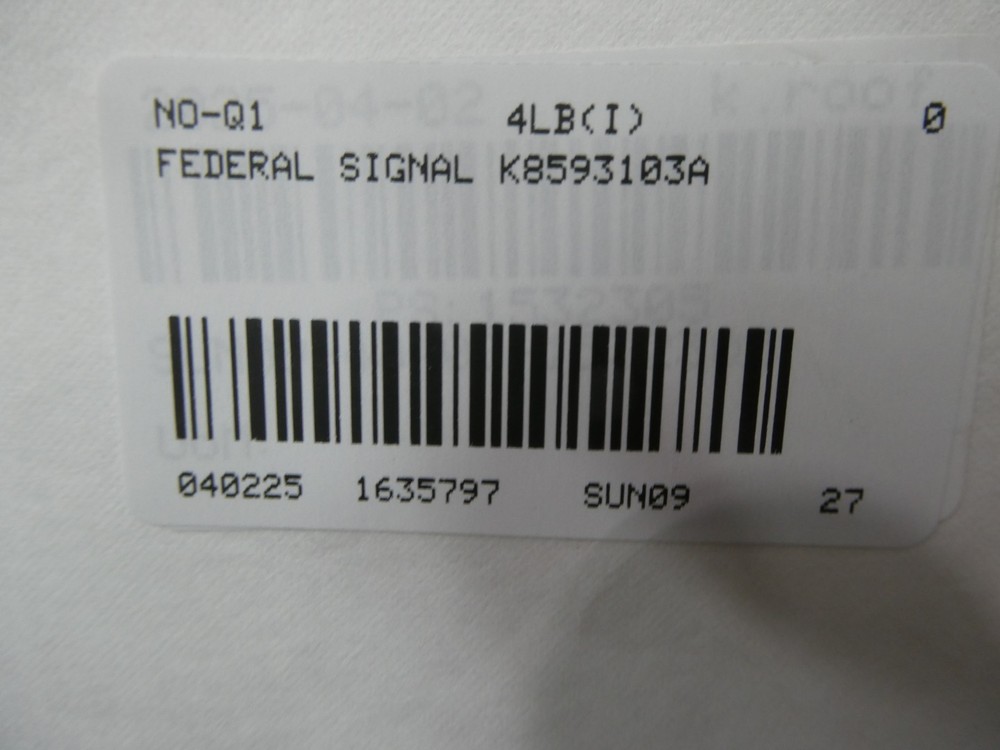 NO-Q1 4LB(I) 0
FEDERAL SIGNAL K8593103A
040225 1635797 SUN09 27